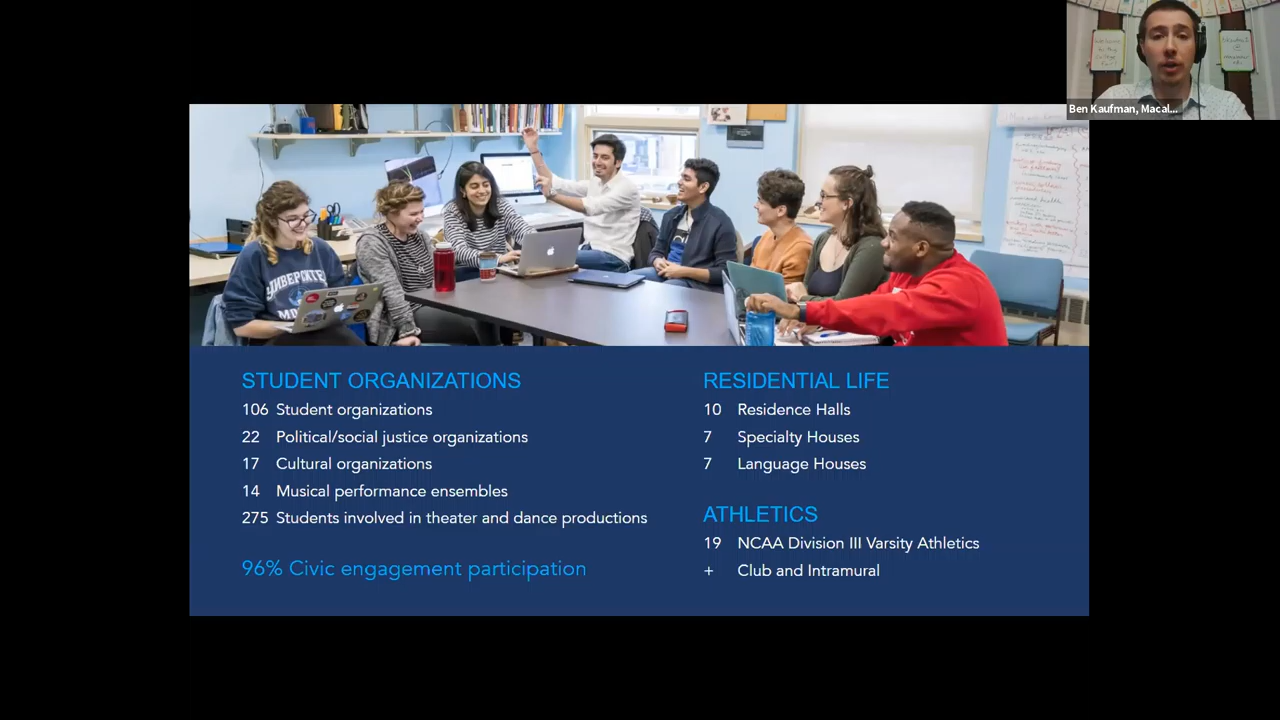 Ben Kaufman, Macal...
STUDENT ORGANIZATIONS
106 Student organizations
22 Political/social justice organizations
17 Cultural organizations
14 Musical performance ensembles
275 Students involved in theater and dance productions
96% Civic engagement participation
RESIDENTIAL LIFE
10 Residence Halls
7 Specialty Houses
7 Language Houses
ATHLETICS
19 NCAA Division III Varsity Athletics
+ Club and Intramural